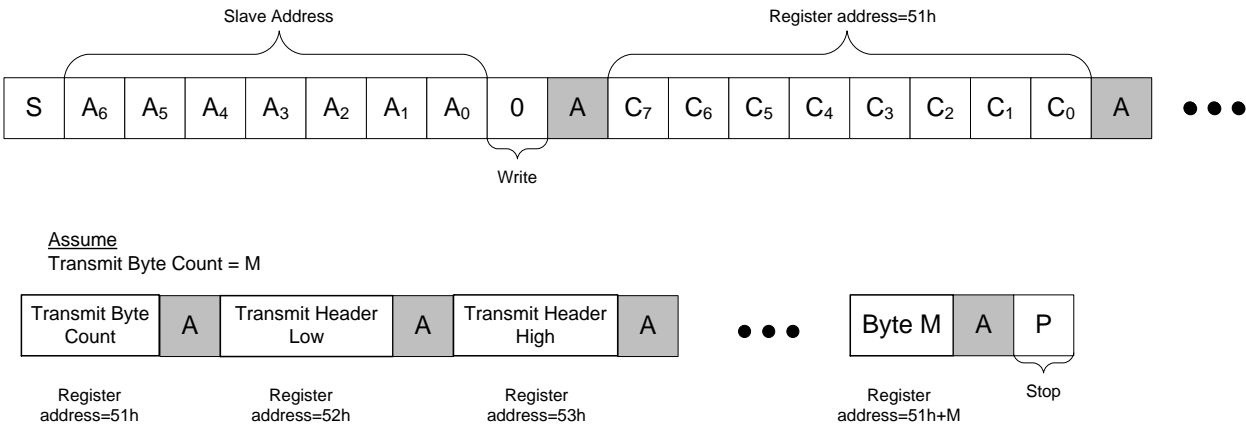 Slave Address
Register address=51h
S A₆ A₅ A₄ A₃ A₂ A₁ A₀ 0 A C₇ C₆ C₅ C₄ C₃ C₂ C₁ C₀ A
Write
Assume
Transmit Byte Count = M
Transmit Byte
Count
A
Transmit Header
Low
A
Transmit Header
High
A
Byte M
A
P
Register
address=51h
Register
address=52h
Register
address=53h
Register
address=51h+M
Stop